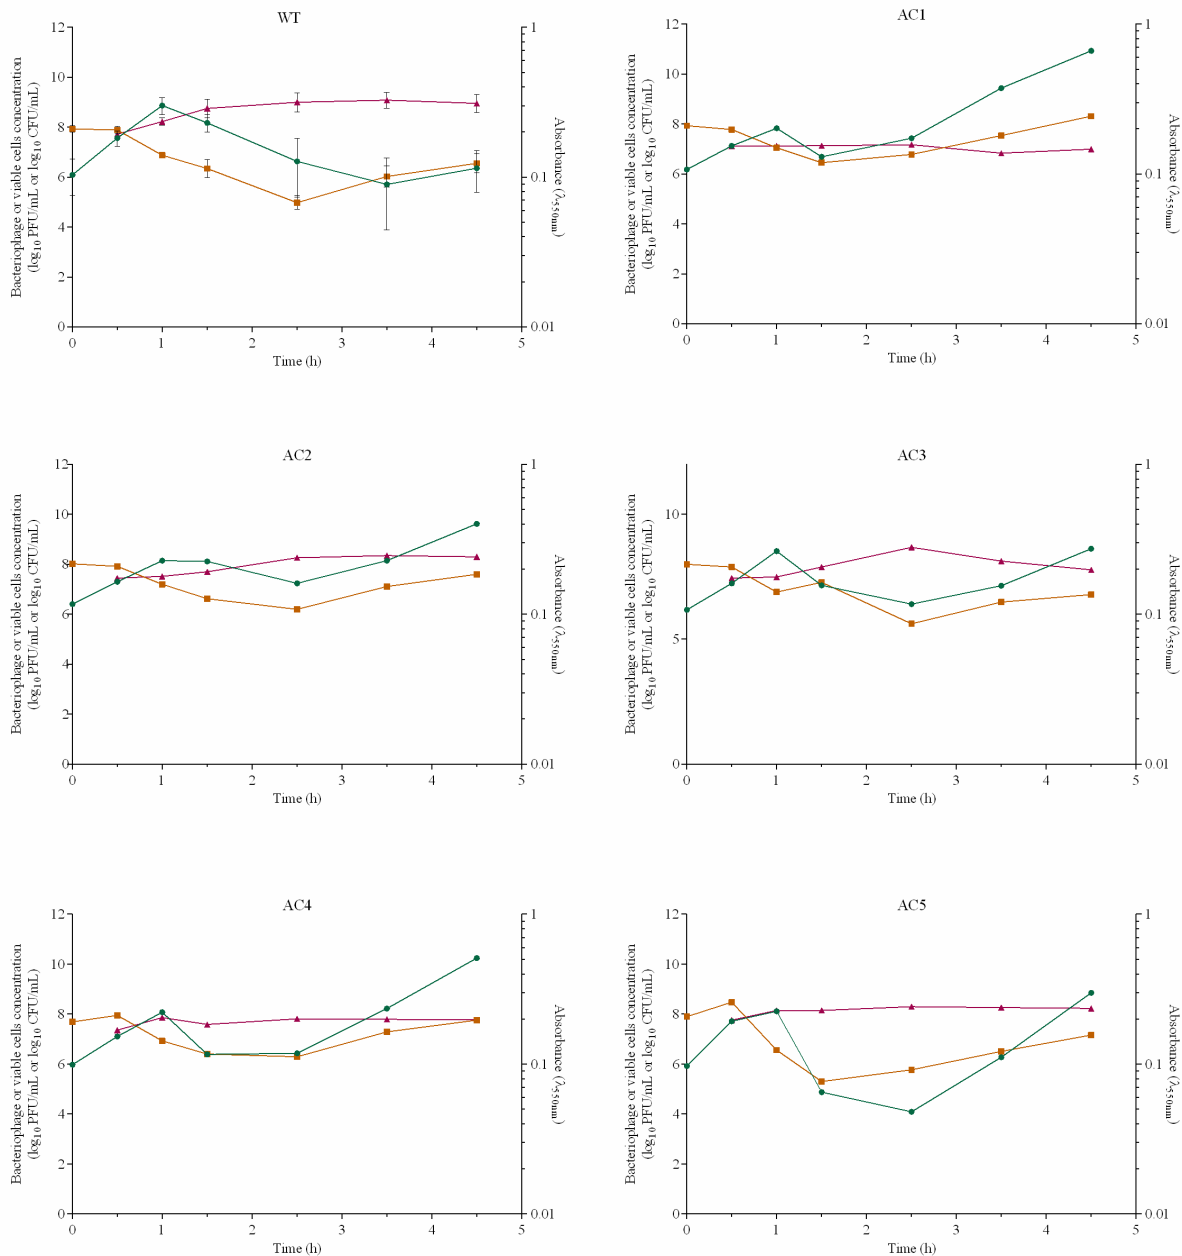 WT
12
10
8
6
4
2
0
Bacteriophage or viable cells concentration
(log10 PFU/mL or log10 CFU/mL)
1
0.1
0.01
Absorbance (λ550nm)
0 1 2 3 4 5
Time (h)
AC1
12
10
8
6
4
2
0
Bacteriophage or viable cells concentration
(log10 PFU/mL or log10 CFU/mL)
1
0.1
0.01
Absorbance (λ550nm)
0 1 2 3 4 5
Time (h)
AC2
12
10
8
6
4
2
0
Bacteriophage or viable cells concentration
(log10 PFU/mL or log10 CFU/mL)
1
0.1
0.01
Absorbance (λ550nm)
0 1 2 3 4 5
Time (h)
AC3
10
5
0
Bacteriophage or viable cells concentration
(log10 PFU/mL or log10 CFU/mL)
1
0.1
0.01
Absorbance (λ550nm)
0 1 2 3 4 5
Time (h)
AC4
12
10
8
6
4
2
0
Bacteriophage or viable cells concentration
(log10 PFU/mL or log10 CFU/mL)
1
0.1
0.01
Absorbance (λ550nm)
0 1 2 3 4 5
Time (h)
AC5
12
10
8
6
4
2
0
Bacteriophage or viable cells concentration
(log10 PFU/mL or log10 CFU/mL)
1
0.1
0.01
Absorbance (λ550nm)
0 1 2 3 4 5
Time (h)